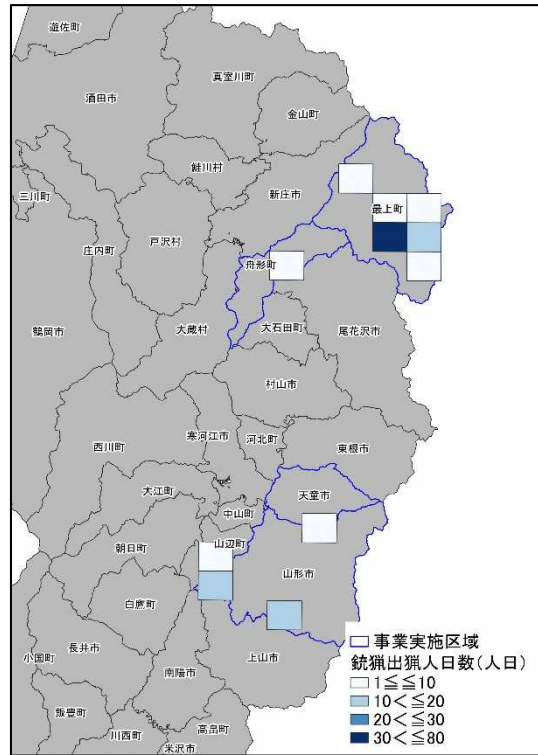 遊佐町
真室川町
酒田市
金山町
鮭川村
新庄市
三川町
最上町
戸沢村
庄内町
舟形町
鶴岡市
大蔵村
大石田町
尾花沢市
村山市
西川町
寒河江市
河北町
東根市
大江町
天童市
中山町
朝日町
山辺町
山形市
白鷹町
長井市
上山市
小国町
南陽市
飯豊町
高畠町
川西町
米沢市
事業実施区域
銃猟出猟人日数(人日)
1≦≦10
10<≦20
20<≦30
30<≦80